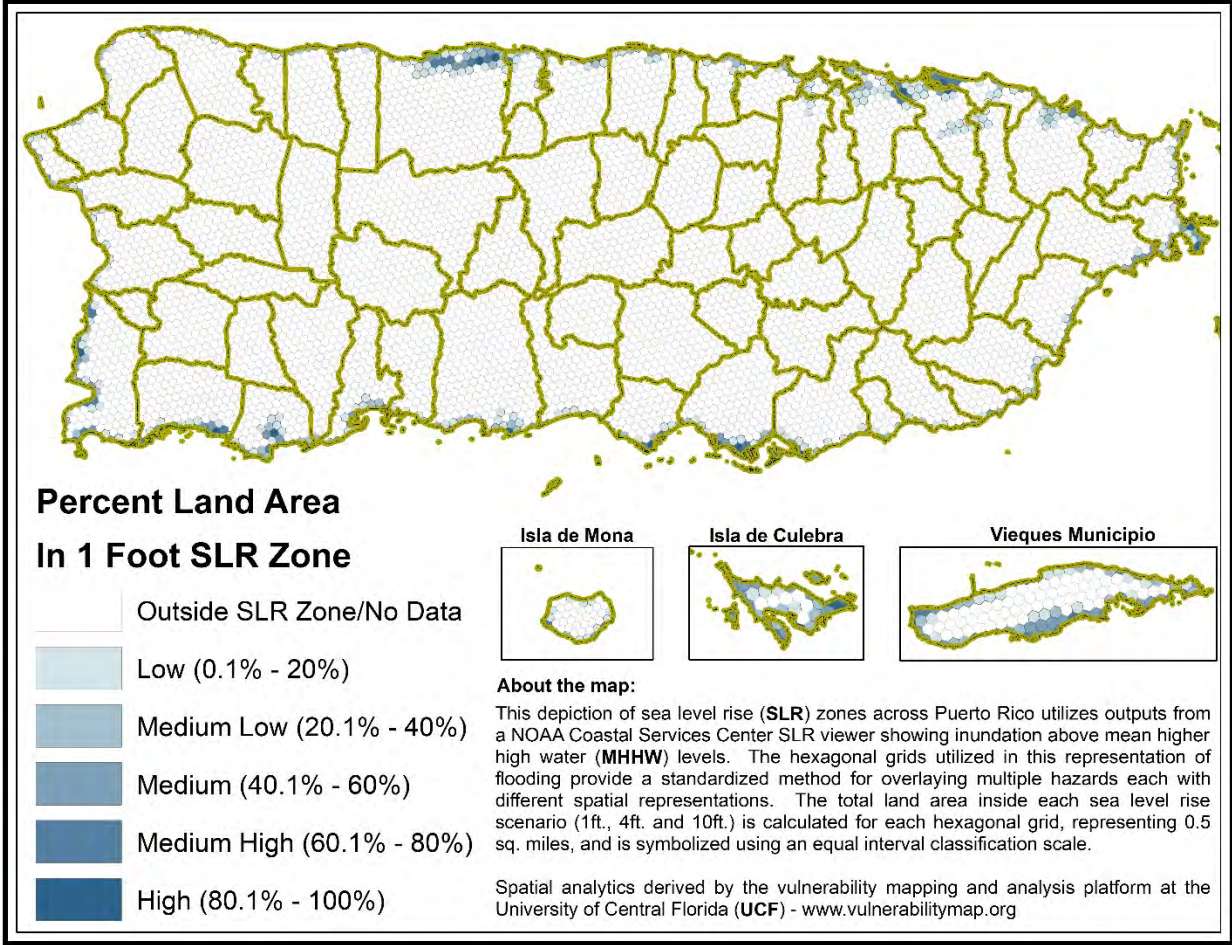 Percent Land Area
In 1 Foot SLR Zone
Outside SLR Zone/No Data
Low (0.1% - 20%)
Medium Low (20.1% - 40%)
Medium (40.1% - 60%)
Medium High (60.1% - 80%)
High (80.1% - 100%)
Isla de Mona
Isla de Culebra
Vieques Municipio
About the map:
This depiction of sea level rise (SLR) zones across Puerto Rico utilizes outputs from
a NOAA Coastal Services Center SLR viewer showing inundation above mean higher
high water (MHHW) levels. The hexagonal grids utilized in this representation of
flooding provide a standardized method for overlaying multiple hazards each with
different spatial representations. The total land area inside each sea level rise
scenario (1ft., 4ft. and 10ft.) is calculated for each hexagonal grid, representing 0.5
sq. miles, and is symbolized using an equal interval classification scale.
Spatial analytics derived by the vulnerability mapping and analysis platform at the
University of Central Florida (UCF) - www.vulnerabilitymap.org